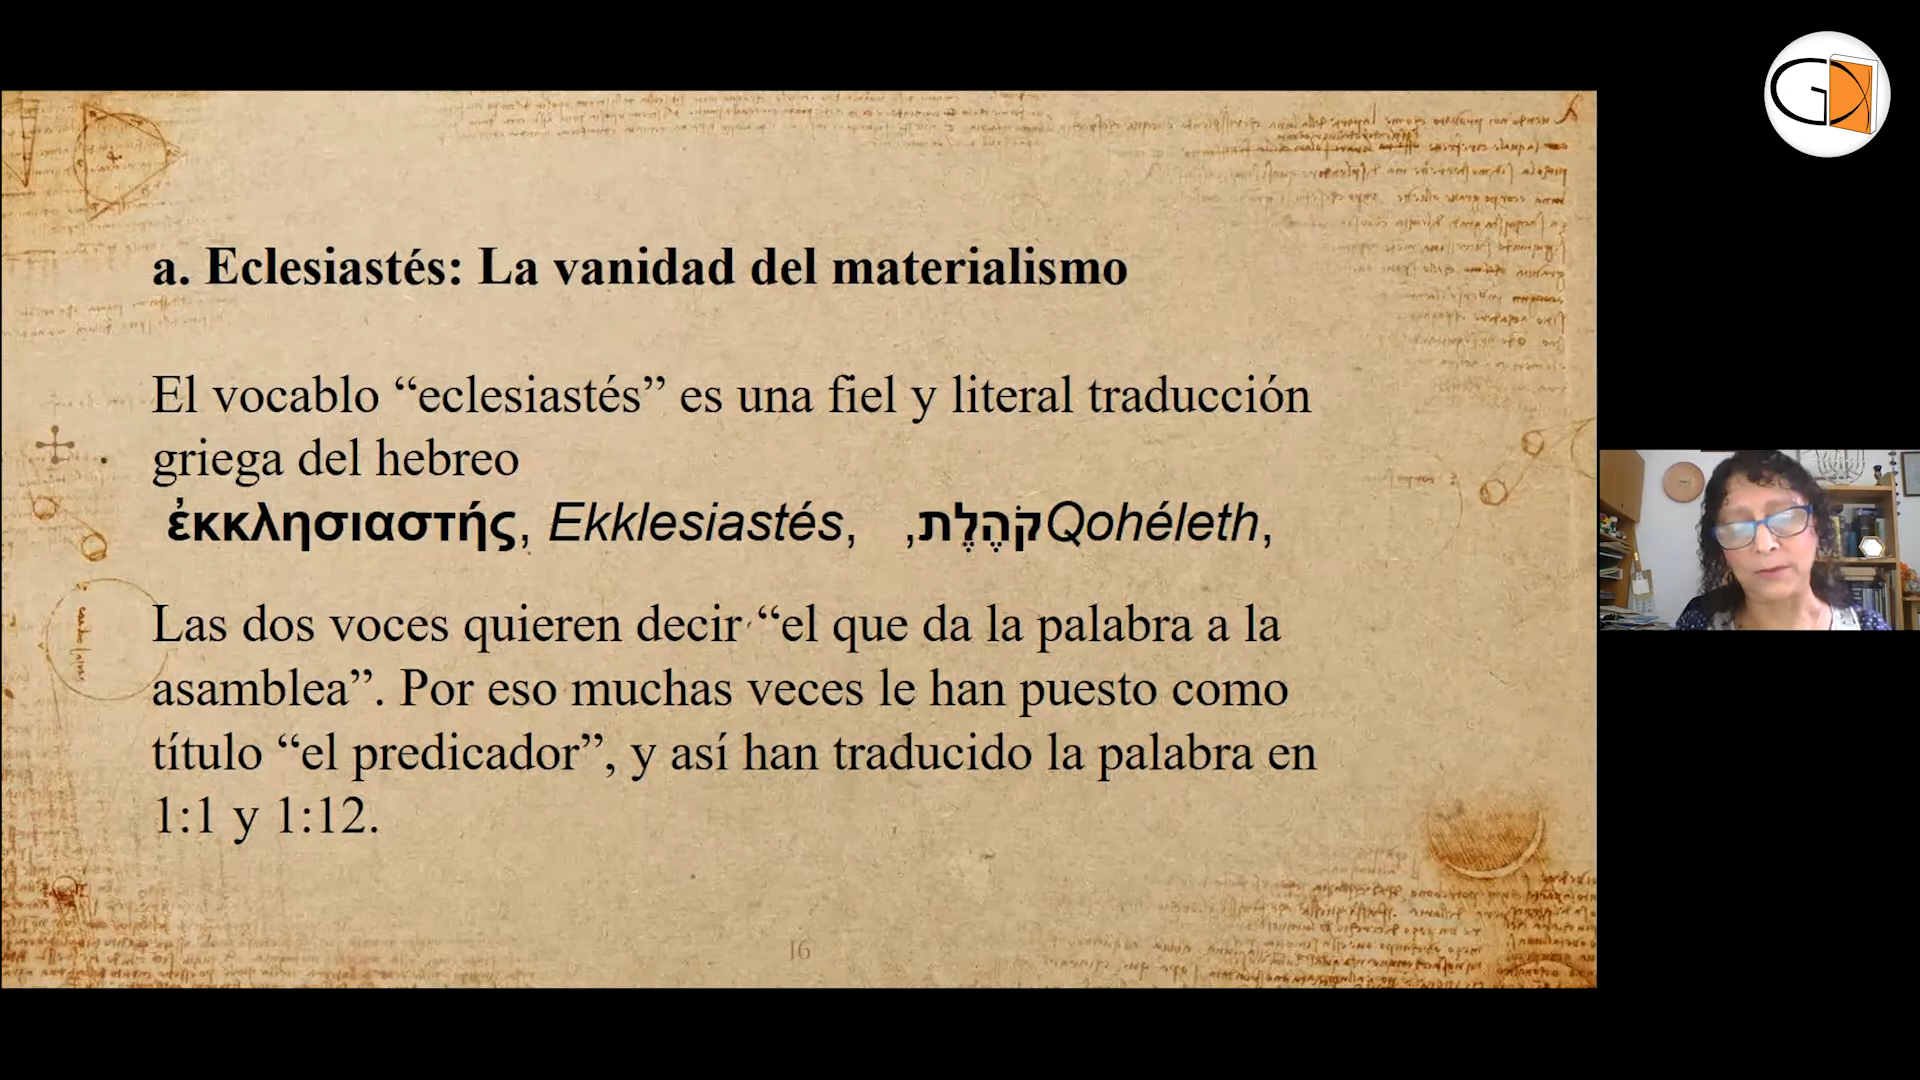 a. Eclesiastés: La vanidad del materialismo
El vocablo “eclesiastés” es una fiel y literal traducción
griega del hebreo
ἐκκλησιαστής, Ekklesiastés, קֹהֶלֶת, Qohéleth,
Las dos voces quieren decir “el que da la palabra a la
asamblea”. Por eso muchas veces le han puesto como
título “el predicador”, y así han traducido la palabra en
1:1 y 1:12.
16